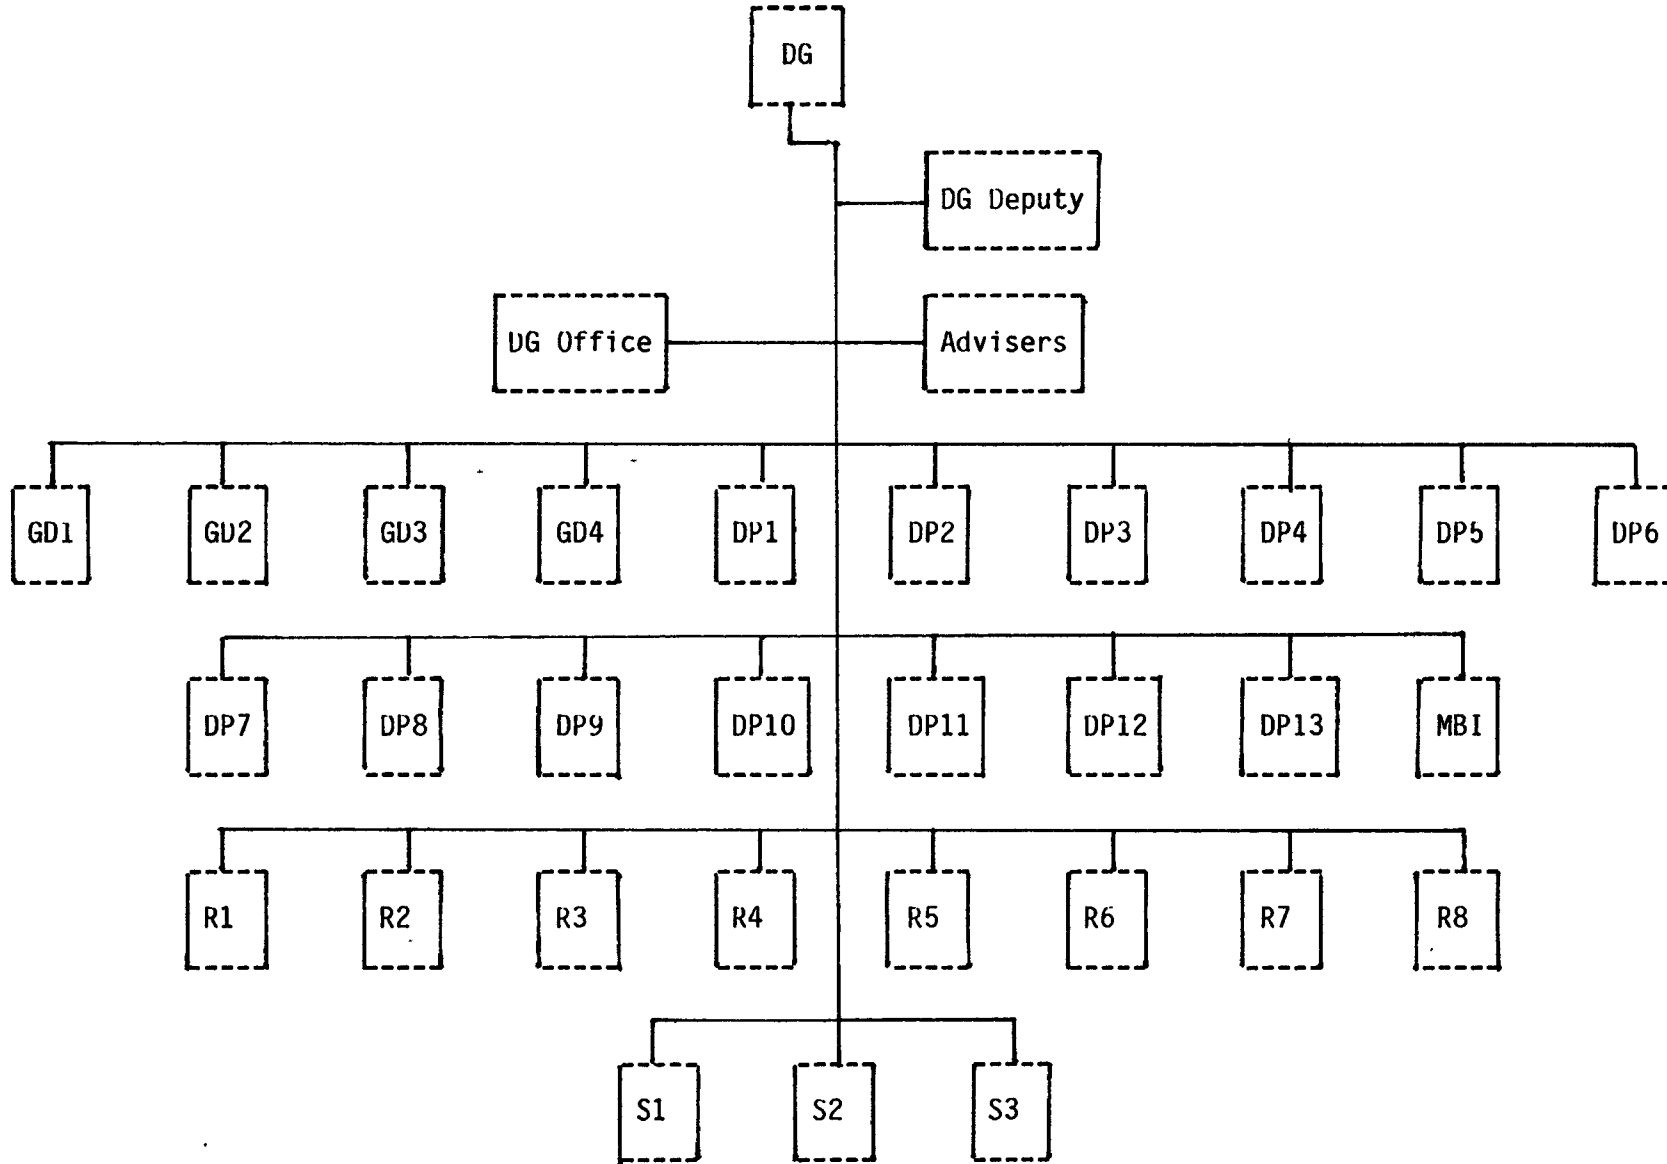 DG
DG Deputy
DG Office Advisers
GD1 GD2 GD3 GD4 DP1 DP2 DP3 DP4 DP5 DP6
DP7 DP8 DP9 DP10 DP11 DP12 DP13 MBI
R1 R2 R3 R4 R5 R6 R7 R8
S1 S2 S3